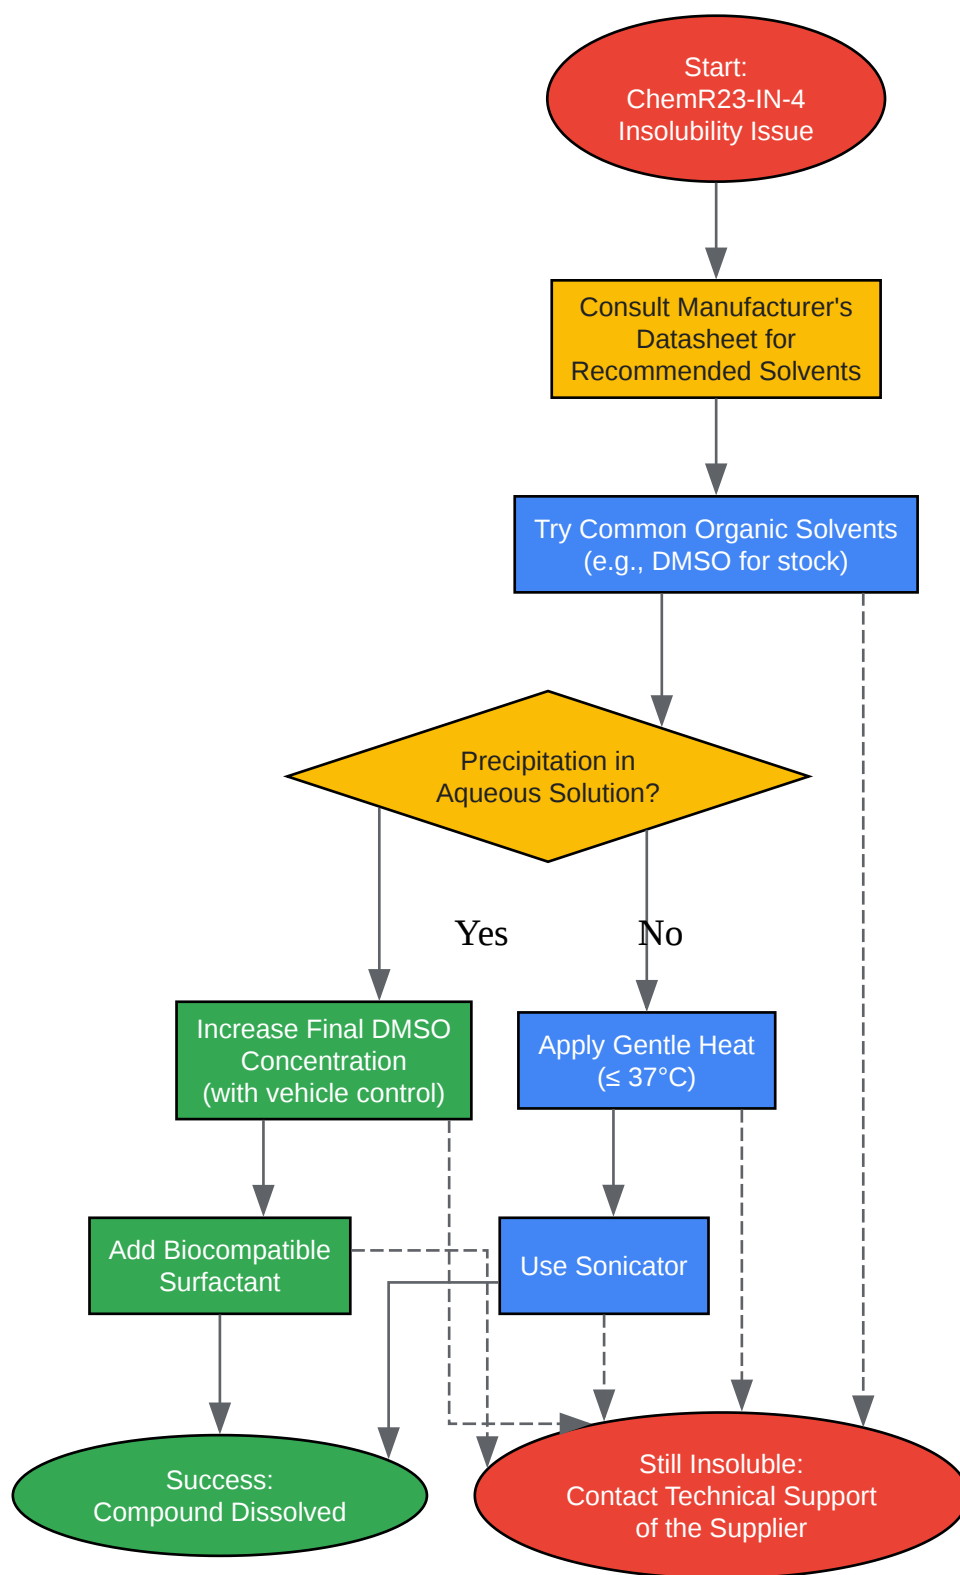 Start:
ChemR23-IN-4
Insolubility Issue
Consult Manufacturer's
Datasheet for
Recommended Solvents
Try Common Organic Solvents
(e.g., DMSO for stock)
Precipitation in
Aqueous Solution?
Yes
No
Increase Final DMSO
Concentration
(with vehicle control)
Apply Gentle Heat
(≤ 37°C)
Add Biocompatible
Surfactant
Use Sonicator
Success:
Compound Dissolved
Still Insoluble:
Contact Technical Support
of the Supplier